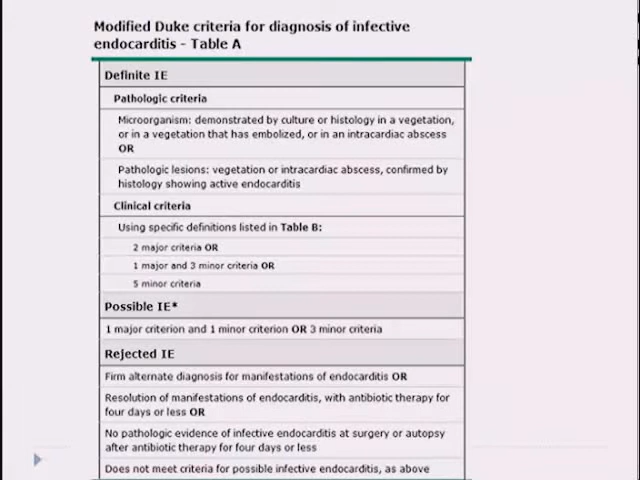 Modified Duke criteria for diagnosis of infective
endocarditis - Table A
Definite IE
Pathologic criteria
Microorganism: demonstrated by culture or histology in a vegetation,
or in a vegetation that has embolized, or in an intracardiac abscess
OR
Pathologic lesions: vegetation or intracardiac abscess, confirmed by
histology showing active endocarditis
Clinical criteria
Using specific definitions listed in Table B:
2 major criteria OR
1 major and 3 minor criteria OR
5 minor criteria
Possible IE*
1 major criterion and 1 minor criterion OR 3 minor criteria
Rejected IE
Firm alternate diagnosis for manifestations of endocarditis OR
Resolution of manifestations of endocarditis, with antibiotic therapy for
four days or less OR
No pathologic evidence of infective endocarditis at surgery or autopsy
after antibiotic therapy for four days or less
Does not meet criteria for possible infective endocarditis, as above